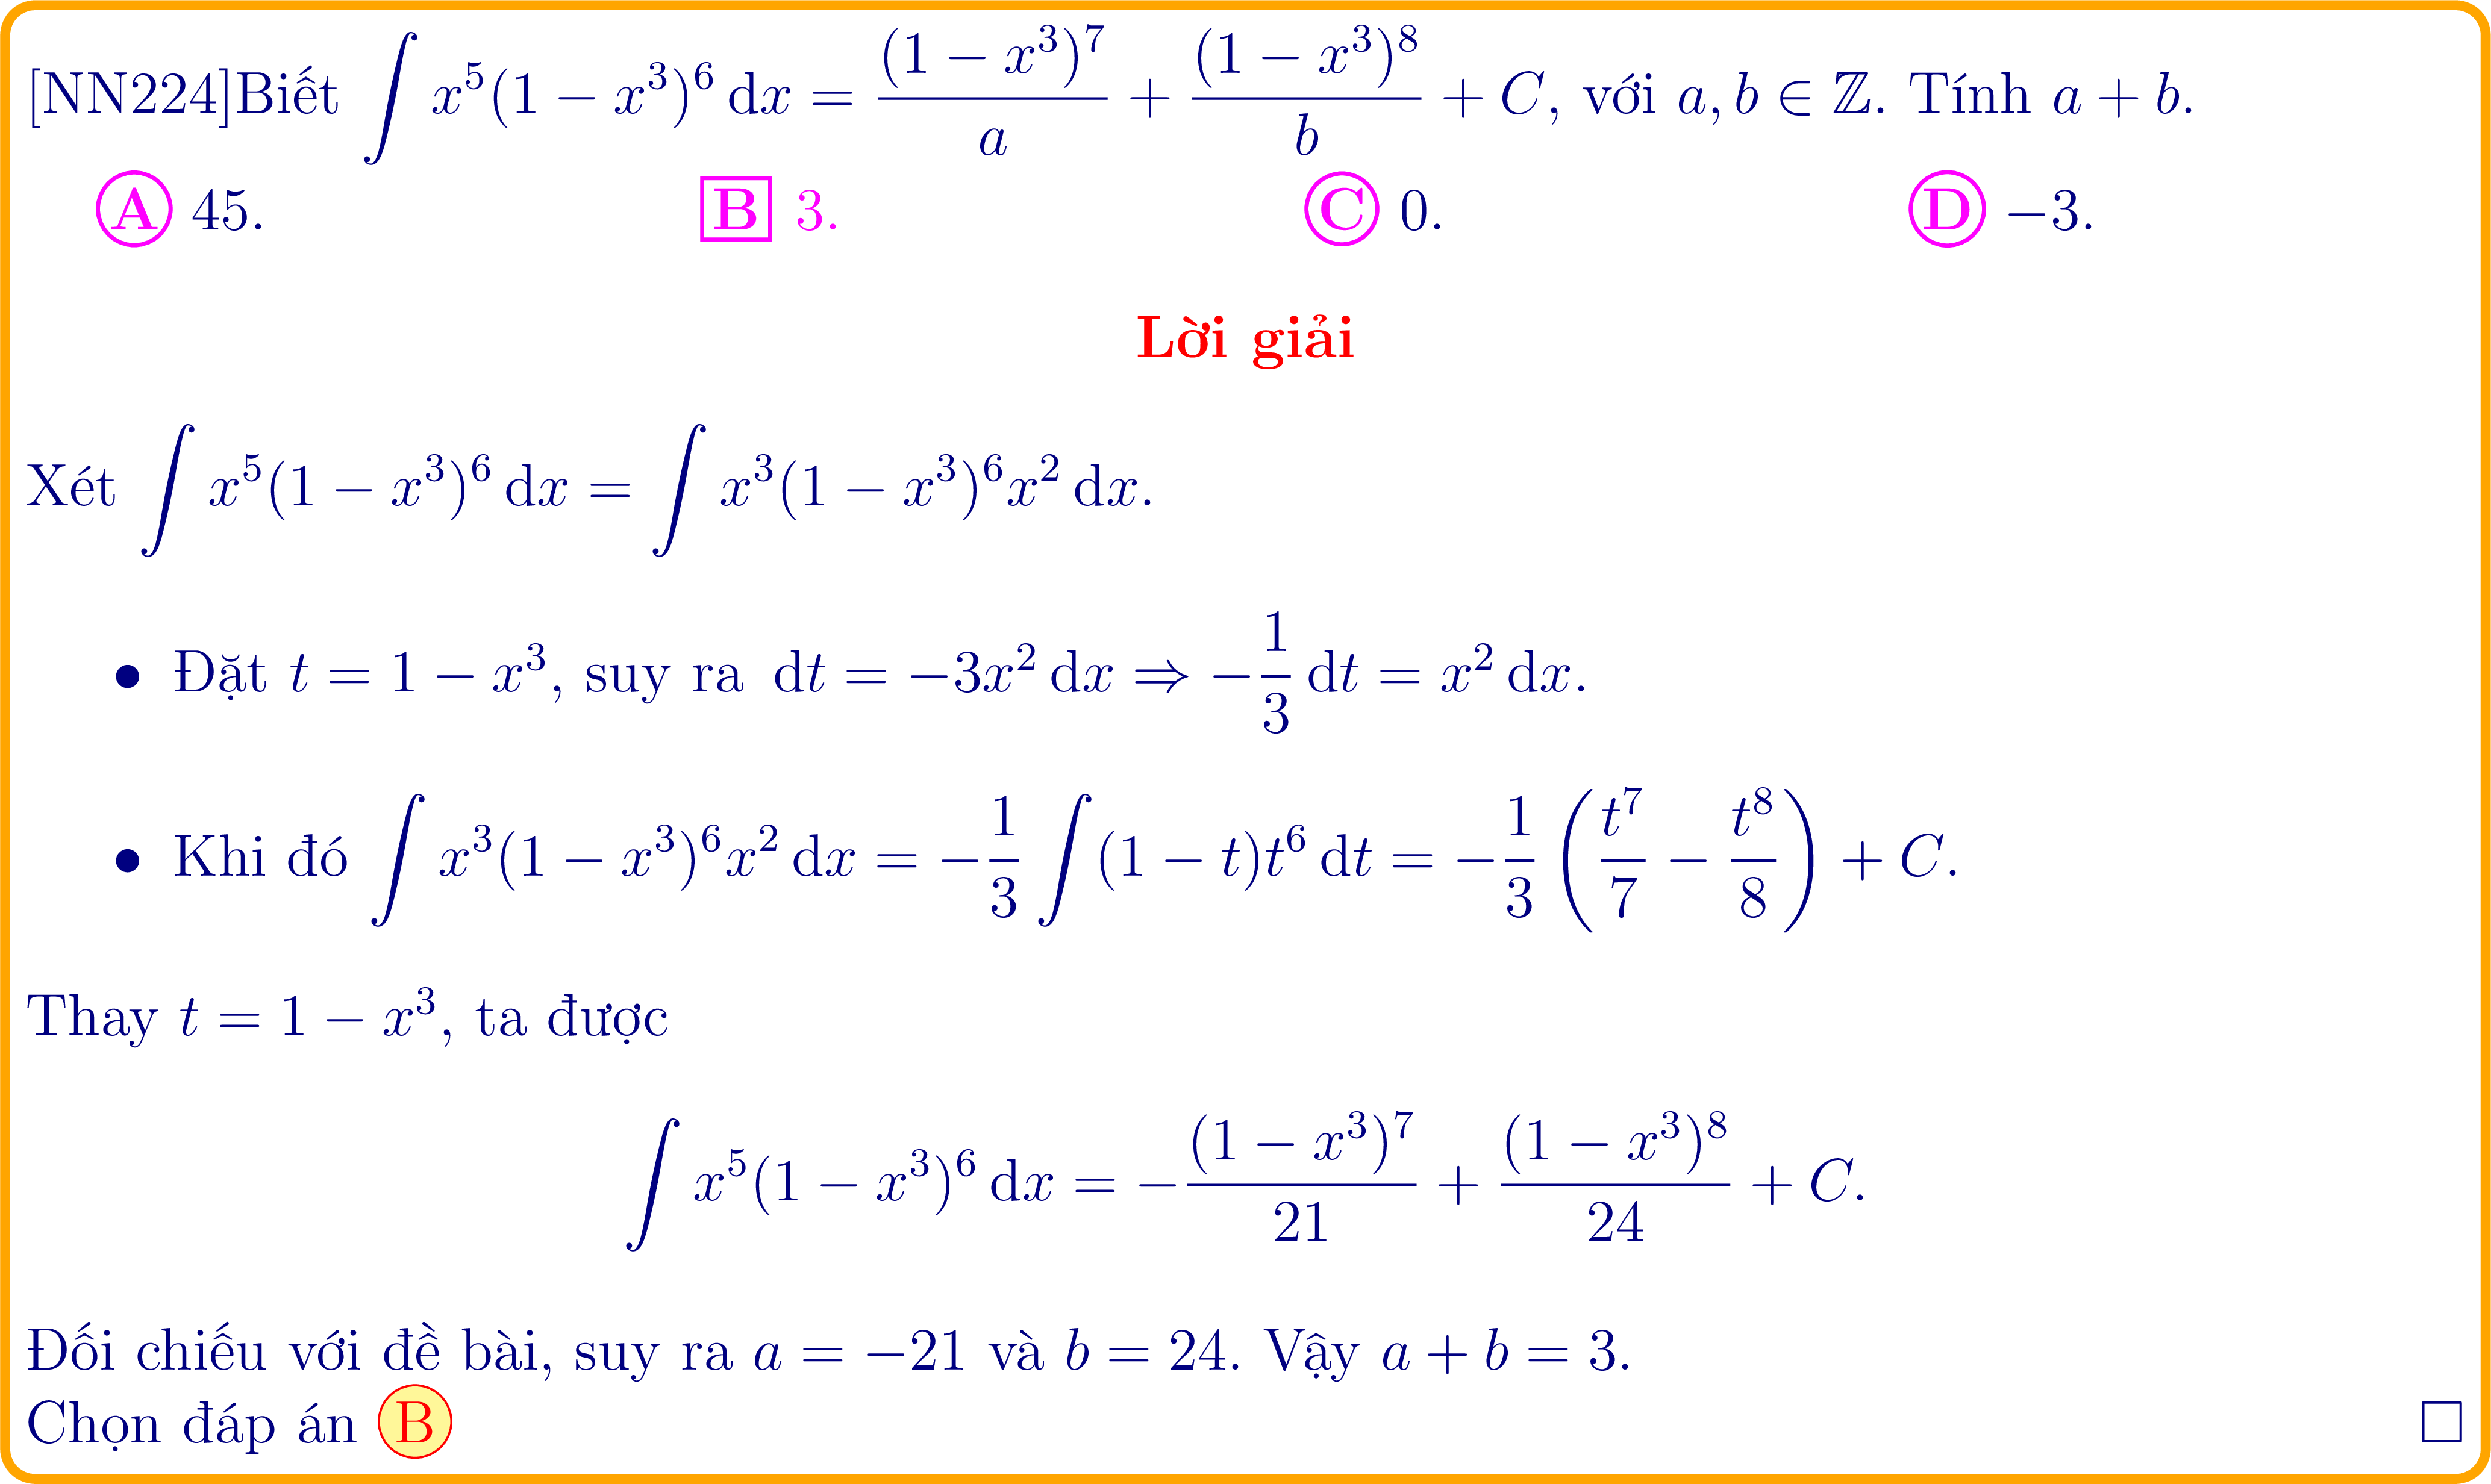 [NN224]Biết $\int x^5(1-x^3)^6\,\mathrm{d}x = \frac{(1-x^3)^7}{a} + \frac{(1-x^3)^8}{b} + C$, với $a, b \in \mathbb{Z}$. Tính $a+b$.
A 45. B 3. C 0. D −3.
Lời giải
Xét $\int x^5(1-x^3)^6\,\mathrm{d}x = \int x^3(1-x^3)^6x^2\,\mathrm{d}x$.
• Đặt $t = 1-x^3$, suy ra $\mathrm{d}t = -3x^2\,\mathrm{d}x \Rightarrow -\frac{1}{3}\,\mathrm{d}t = x^2\,\mathrm{d}x$.
• Khi đó $\int x^3(1-x^3)^6x^2\,\mathrm{d}x = -\frac{1}{3}\int (1-t)t^6\,\mathrm{d}t = -\frac{1}{3}\left(\frac{t^7}{7} - \frac{t^8}{8}\right) + C$.
Thay $t = 1-x^3$, ta được
$\int x^5(1-x^3)^6\,\mathrm{d}x = -\frac{(1-x^3)^7}{21} + \frac{(1-x^3)^8}{24} + C$.
Đối chiếu với đề bài, suy ra $a = -21$ và $b = 24$. Vậy $a+b = 3$.
Chọn đáp án B □